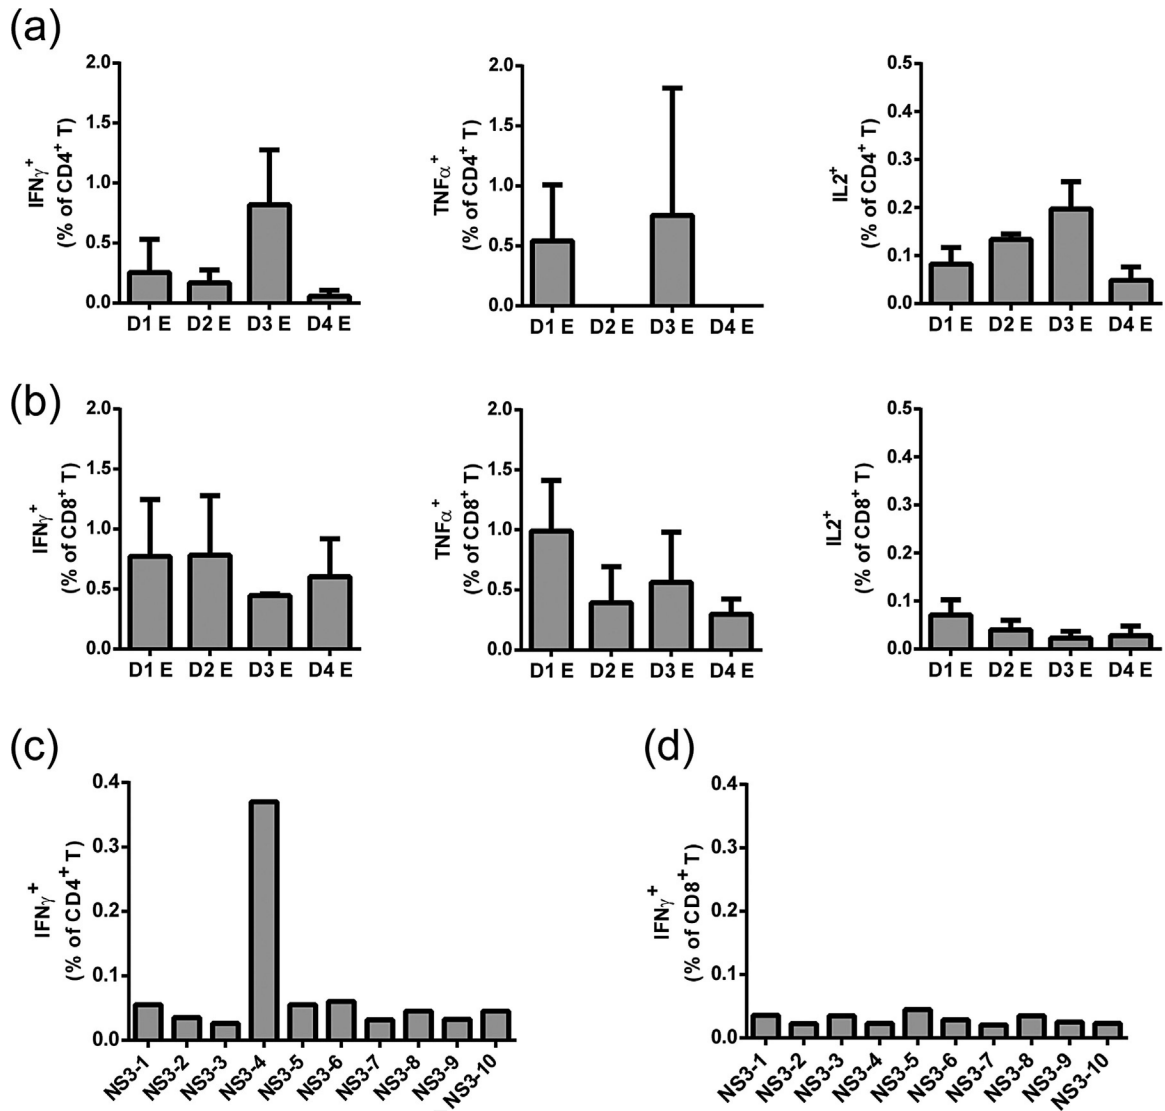 (a)
IFNγ+
(% of CD4+ T)
2.0
1.5
1.0
0.5
0.0
D1 E D2 E D3 E D4 E
TNFα+
(% of CD4+ T)
2.0
1.5
1.0
0.5
0.0
D1 E D2 E D3 E D4 E
IL2+
(% of CD4+ T)
0.5
0.4
0.3
0.2
0.1
0.0
D1 E D2 E D3 E D4 E
(b)
IFNγ+
(% of CD8+ T)
2.0
1.5
1.0
0.5
0.0
D1 E D2 E D3 E D4 E
TNFα+
(% of CD8+ T)
2.0
1.5
1.0
0.5
0.0
D1 E D2 E D3 E D4 E
IL2+
(% of CD8+ T)
0.5
0.4
0.3
0.2
0.1
0.0
D1 E D2 E D3 E D4 E
(c)
IFNγ+
(% of CD4+ T)
0.4
0.3
0.2
0.1
0.0
NS3-1
NS3-2
NS3-3
NS3-4
NS3-5
NS3-6
NS3-7
NS3-8
NS3-9
NS3-10
(d)
IFNγ+
(% of CD8+ T)
0.4
0.3
0.2
0.1
0.0
NS3-1
NS3-2
NS3-3
NS3-4
NS3-5
NS3-6
NS3-7
NS3-8
NS3-9
NS3-10